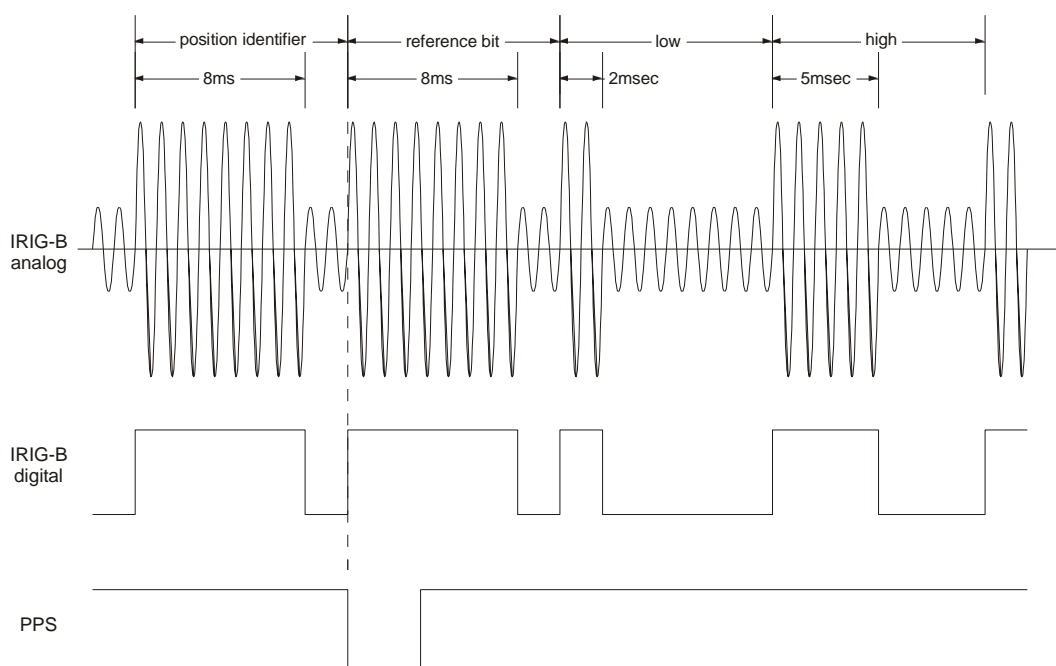 position identifier
reference bit
low
high
8ms
8ms
2msec
5msec
IRIG-B
analog
IRIG-B
digital
PPS